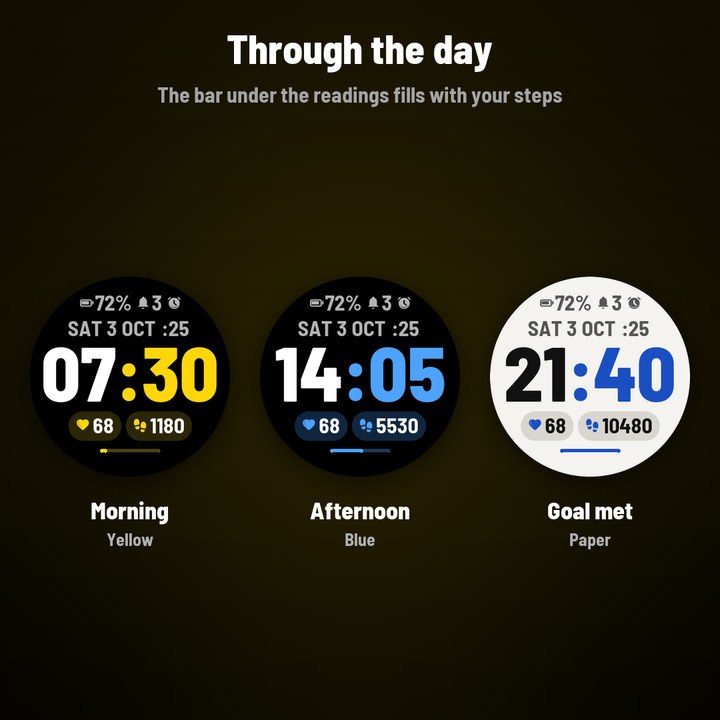 Through the day
The bar under the readings fills with your steps
72% 3
SAT 3 OCT :25
07:30
68 1180
Morning
Yellow
72% 3
SAT 3 OCT :25
14:05
68 5530
Afternoon
Blue
72% 3
SAT 3 OCT :25
21:40
68 10480
Goal met
Paper